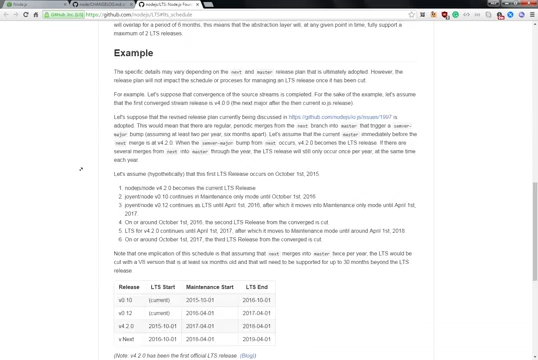 Node.js
node/CHANGELOG.md
nodejs/LTS: Node.js Foun
GitHub, Inc. [US] https://github.com/nodejs/LTS#lts_schedule
will overlap for a period of 6 months, this means that the abstraction layer will, at any given point in time, fully support a
maximum of 2 LTS releases.
Example
The specific details may vary depending on the next and master release plan that is ultimately adopted. However, the
release plan will not impact the schedule or processes for managing an LTS release once it has been cut.
For example: Let's suppose that convergence of the source streams is completed. For the sake of the example, let's assume
that the first converged stream release is v4.0.0 (the next major after the then current io.js release).
Let's suppose that the revised release plan currently being discussed in https://github.com/nodejs/io.js/issues/1997 is
adopted. This would mean that there are regular, periodic merges from the next branch into master that trigger a semver-
major bump (assuming at least two per year, six months apart). Let's assume that the current master immediately before the
next merge is at v4.2.0. When the semver-major bump from next occurs, v4.2.0 becomes the LTS release. If there are
several merges from next into master through the year, the LTS release will still only occur once per year, at the same time
each year.
Let's assume (hypothetically) that this first LTS Release occurs on October 1st, 2015.
1. nodejs/node v4.2.0 becomes the current LTS Release
2. joyent/node v0.10 continues in Maintenance only mode until October 1st, 2016
3. joyent/node v0.12 continues as LTS until April 1st, 2016, after which it moves into Maintenance only mode until April 1st,
2017
4. On or around October 1st, 2016, the second LTS Release from the converged is cut
5. LTS for v4.2.0 continues until April 1st, 2017, after which it moves to Maintenance mode until around April 1st, 2018
6. On or around October 1st, 2017, the third LTS Release from the converged is cut
Note that one implication of this schedule is that assuming that next merges into master twice per year, the LTS would be
cut with a V8 version that is at least six months old and that will need to be supported for up to 30 months beyond the LTS
release
Release LTS Start Maintenance Start LTS End
v0.10 (current) 2015-10-01 2016-10-01
v0.12 (current) 2016-04-01 2017-04-01
v4.2.0 2015-10-01 2017-04-01 2018-04-01
v.Next 2016-10-01 2018-04-01 2019-04-01
(Note: v4.2.0 has been the first official LTS release (Blog))